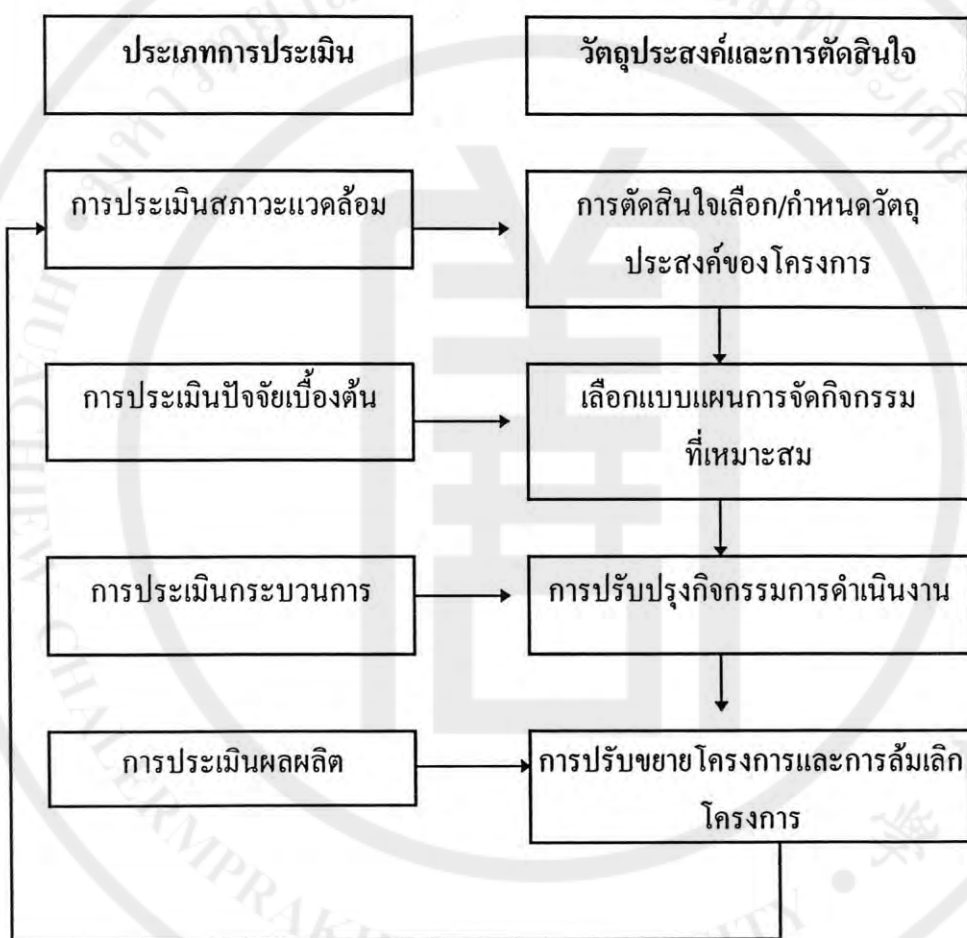 ประเภทการประเมิน
วัตถุประสงค์และการตัดสินใจ
การประเมินสภาวะแวดล้อม
การตัดสินใจเลือก/กำหนดวัตถุ
ประสงค์ของโครงการ
การประเมินปัจจัยเบื้องต้น
เลือกแบบแผนการจัดกิจกรรม
ที่เหมาะสม
การประเมินกระบวนการ
การปรับปรุงกิจกรรมการดำเนินงาน
การประเมินผลผลิต
การปรับขยายโครงการและการล้มเลิก
โครงการ
HUACHIEW CHALERMPRAK